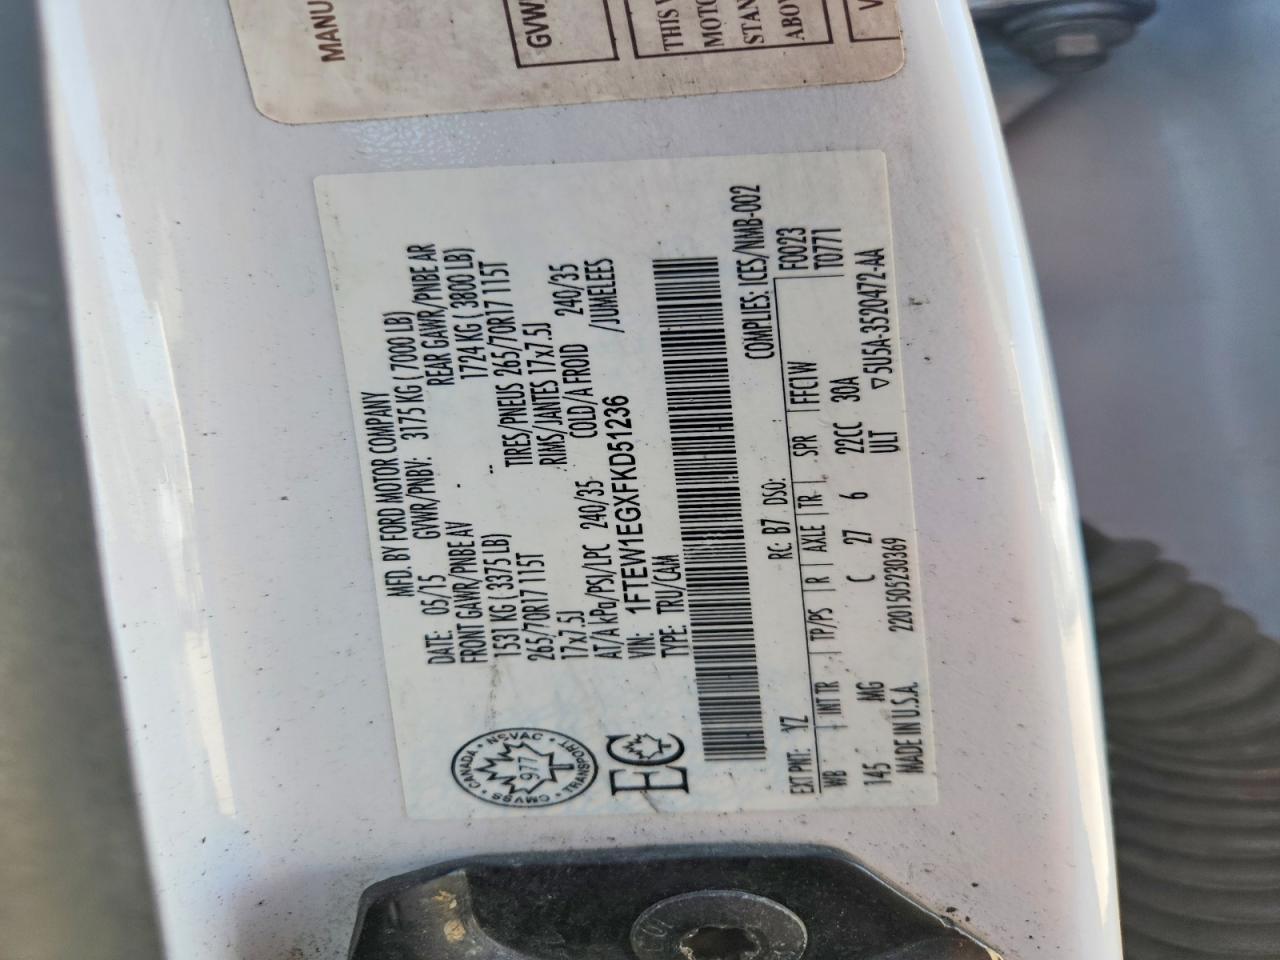 MANU
GVW
THIS V
MOTO
STAN
ABOV
V
MFD. BY FORD MOTOR COMPANY
DATE: 05/15 GVWR/PNBV: 3175 KG ( 7000 LB)
FRONT GAWR/PNBE AV REAR GAWR/PNBE AR
1531 KG ( 3375 LB) 1724 KG ( 3800 LB)
265/70R17 115T TIRES/PNEUS 265/70R17 115T
17x7.5J RIMS/JANTES 17x7.5J
AT/A kPa/PSI/LPC 240/35 COLD/A FROID 240/35
VIN: 1FTEW1EGXFKD51236 /JUMELEES
TYPE: TRU/CAM
CANADA • NSVAC • TRANSPORT • CMVSS •
977
T
EC
COMPLIES: ICES/NMB-002
RC: B7 DSO:
EXT PNT: YZ F0023
WB INT TR TP/PS R AXLE TR SPR FFC1W T0771
145 MG C 27 6 22CC 30A
ULT
MADE IN U.S.A. 2201505230369 ▽5U5A-3520472-AA